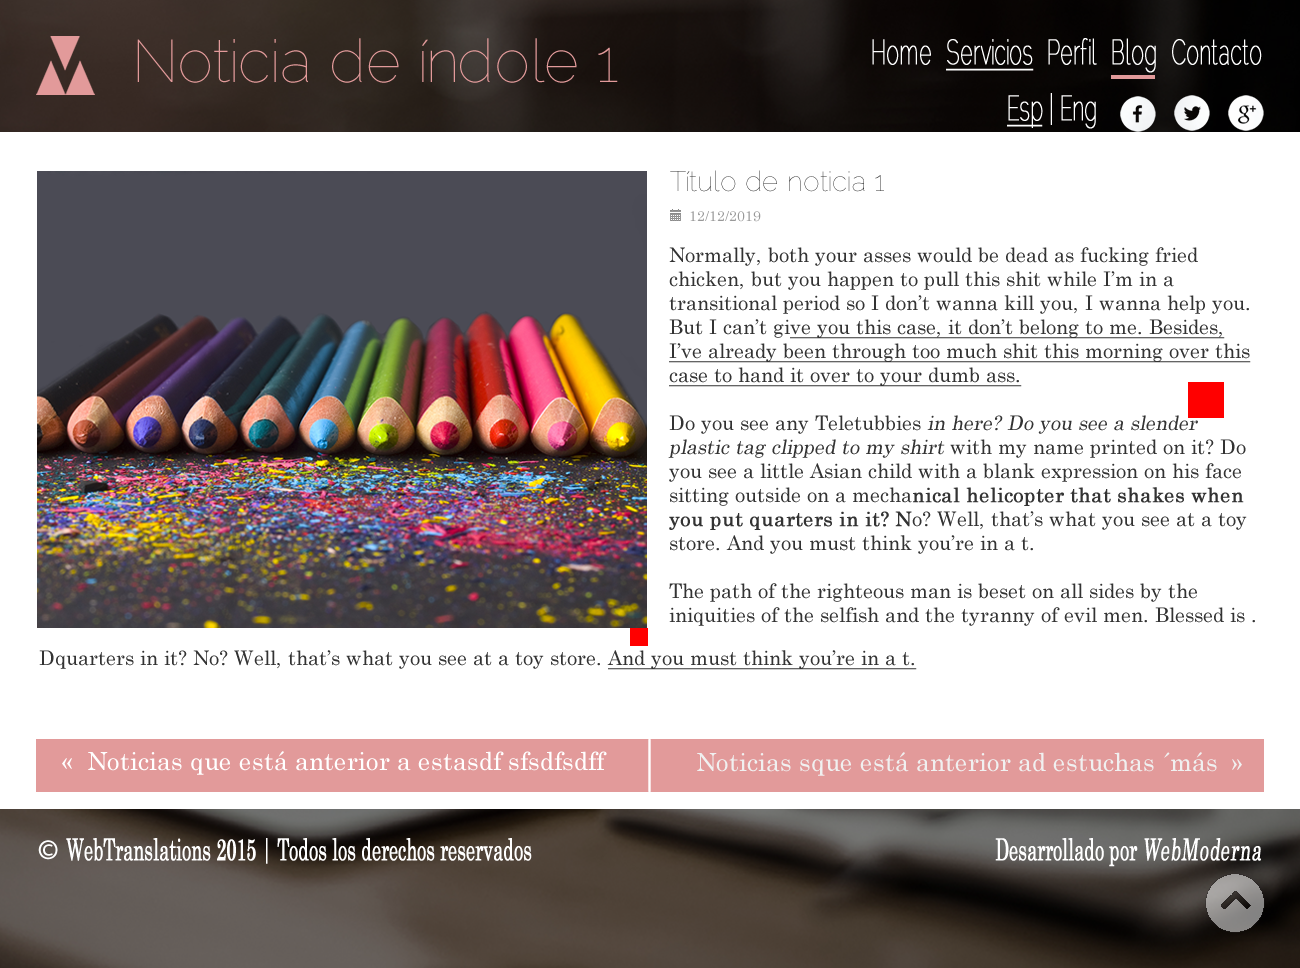 Noticia de índole 1
Home Servicios Perfil Blog Contacto
Esp | Eng
Título de noticia 1
12/12/2019
Normally, both your asses would be dead as fucking fried
chicken, but you happen to pull this shit while I’m in a
transitional period so I don’t wanna kill you, I wanna help you.
But I can’t give you this case, it don’t belong to me. Besides,
I’ve already been through too much shit this morning over this
case to hand it over to your dumb ass.
Do you see any Teletubbies in here? Do you see a slender
plastic tag clipped to my shirt with my name printed on it? Do
you see a little Asian child with a blank expression on his face
sitting outside on a mechanical helicopter that shakes when
you put quarters in it? No? Well, that’s what you see at a toy
store. And you must think you’re in a t.
The path of the righteous man is beset on all sides by the
iniquities of the selfish and the tyranny of evil men. Blessed is .
Dquarters in it? No? Well, that’s what you see at a toy store. And you must think you’re in a t.
« Noticias que está anterior a estasdf sfsdfsdff
Noticias sque está anterior ad estuchas ´más »
© WebTranslations 2015 | Todos los derechos reservados
Desarrollado por WebModerna